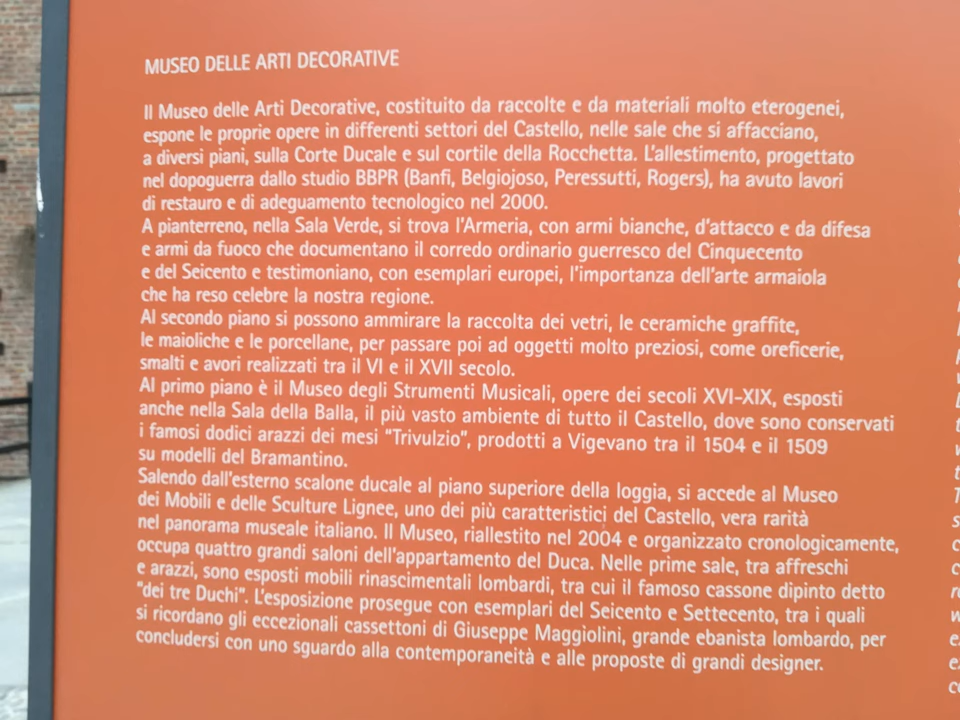 MUSEO DELLE ARTI DECORATIVE
Il Museo delle Arti Decorative, costituito da raccolte e da materiali molto eterogenei,
espone le proprie opere in differenti settori del Castello, nelle sale che si affacciano,
a diversi piani, sulla Corte Ducale e sul cortile della Rocchetta. L'allestimento, progettato
nel dopoguerra dallo studio BBPR (Banfi, Belgiojoso, Peressutti, Rogers), ha avuto lavori
di restauro e di adeguamento tecnologico nel 2000.
A pianterreno, nella Sala Verde, si trova l'Armeria, con armi bianche, d'attacco e da difesa
e armi da fuoco che documentano il corredo ordinario guerresco del Cinquecento
e del Seicento e testimoniano, con esemplari europei, l'importanza dell'arte armaiola
che ha reso celebre la nostra regione.
Al secondo piano si possono ammirare la raccolta dei vetri, le ceramiche graffite,
le maioliche e le porcellane, per passare poi ad oggetti molto preziosi, come oreficerie,
smalti e avori realizzati tra il VI e il XVII secolo.
Al primo piano è il Museo degli Strumenti Musicali, opere dei secoli XVI-XIX, esposti
anche nella Sala della Balla, il più vasto ambiente di tutto il Castello, dove sono conservati
i famosi dodici arazzi dei mesi "Trivulzio", prodotti a Vigevano tra il 1504 e il 1509
su modelli del Bramantino.
Salendo dall'esterno scalone ducale al piano superiore della loggia, si accede al Museo
dei Mobili e delle Sculture Lignee, uno dei più caratteristici del Castello, vera rarità
nel panorama museale italiano. Il Museo, riallestito nel 2004 e organizzato cronologicamente,
occupa quattro grandi saloni dell'appartamento del Duca. Nelle prime sale, tra affreschi
e arazzi, sono esposti mobili rinascimentali lombardi, tra cui il famoso cassone dipinto detto
"dei tre Duchi". L'esposizione prosegue con esemplari del Seicento e Settecento, tra i quali
si ricordano gli eccezionali cassettoni di Giuseppe Maggiolini, grande ebanista lombardo, per
concludersi con uno sguardo alla contemporaneità e alle proposte di grandi designer.